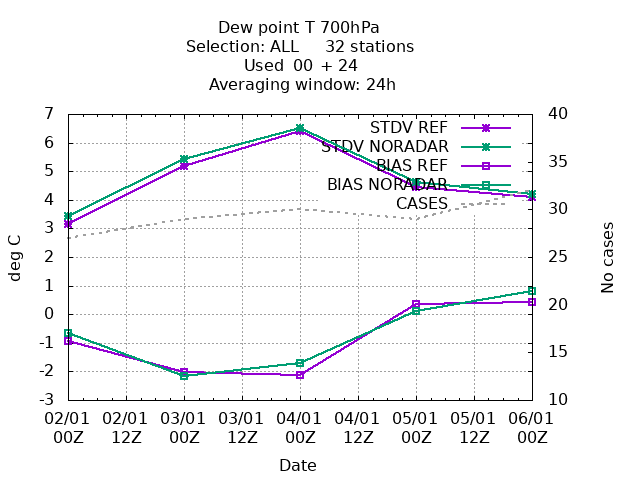 Dew point T 700hPa
Selection: ALL 32 stations
Used 00 + 24
Averaging window: 24h
STDV REF
STDV NORADAR
BIAS REF
BIAS NORADAR
CASES
7
6
5
4
3
2
1
0
-1
-2
-3
deg C
40
35
30
25
20
15
10
No cases
02/01 02/01 03/01 03/01 04/01 04/01 05/01 05/01 06/01
00Z 12Z 00Z 12Z 00Z 12Z 00Z 12Z 00Z
Date